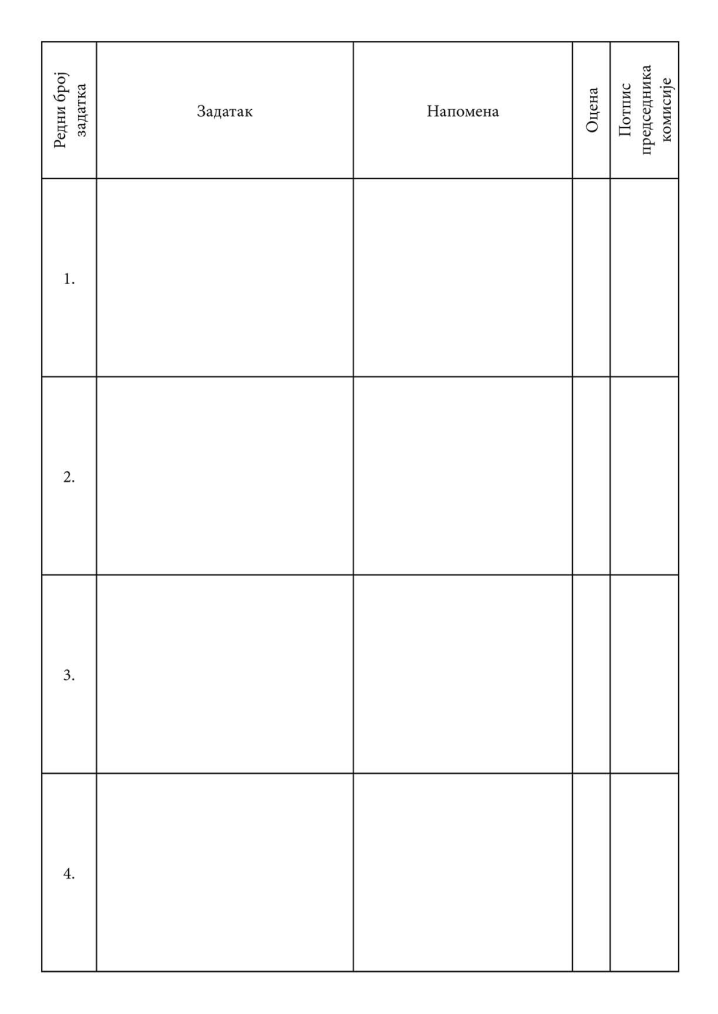 Редни број
задатка
Задатак
Напомена
Оцена
Потпис
председника
комисије
1.
2.
3.
4.